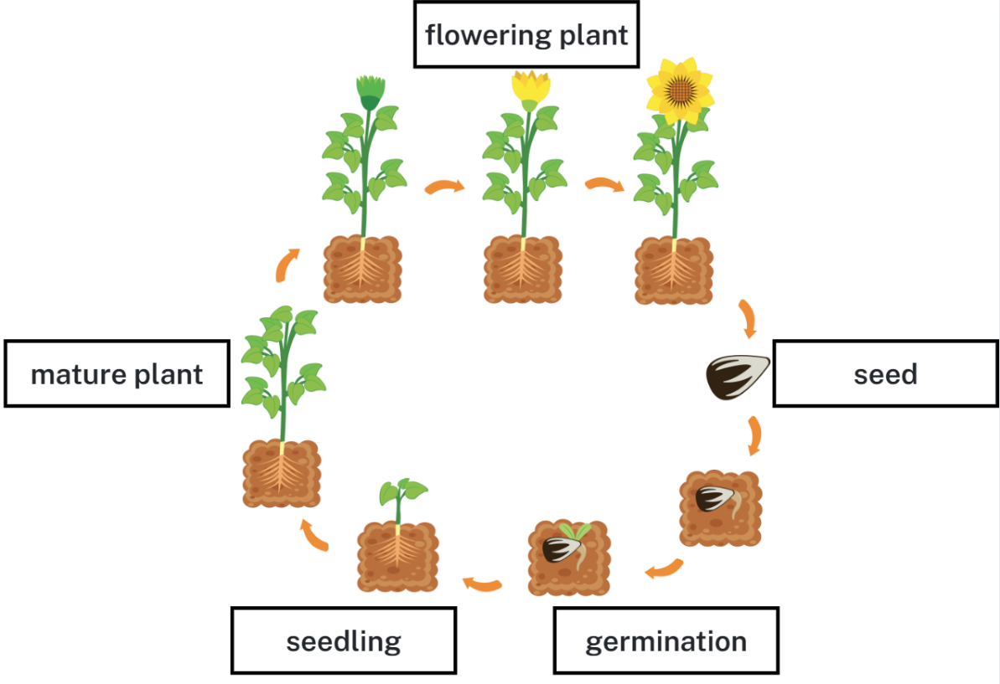 flowering plant
mature plant
seed
seedling
germination